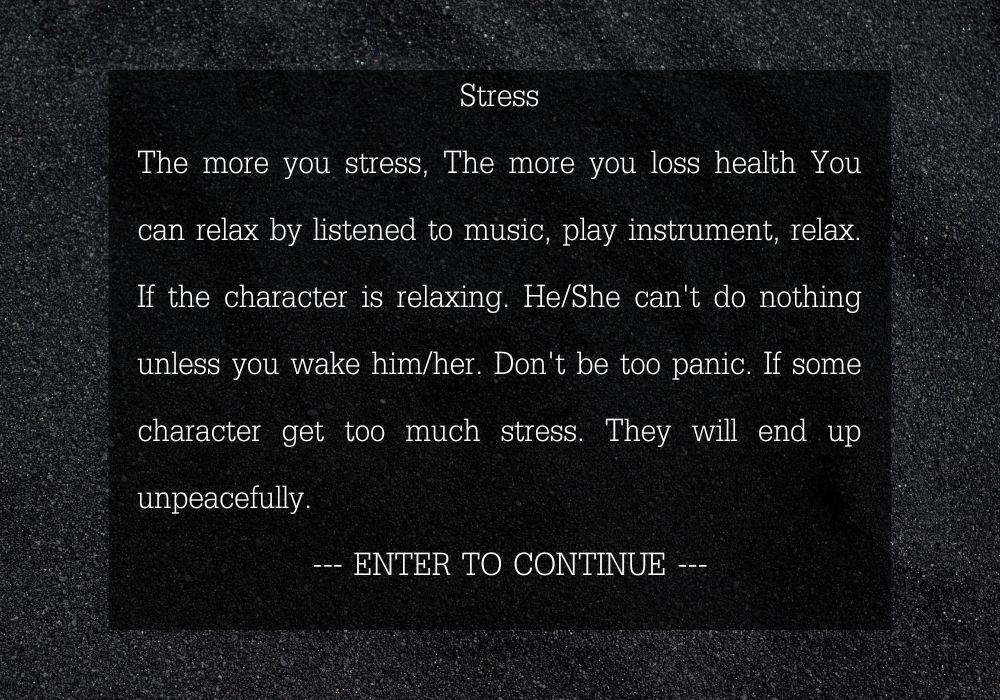 Stress
The more you stress, The more you loss health You
can relax by listened to music, play instrument, relax.
If the character is relaxing. He/She can't do nothing
unless you wake him/her. Don't be too panic. If some
character get too much stress. They will end up
unpeacefully.
--- ENTER TO CONTINUE ---